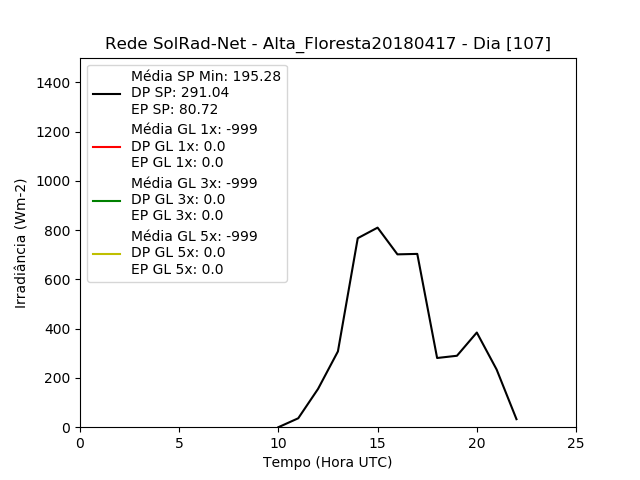 Rede SolRad-Net - Alta_Floresta20180417 - Dia [107]
Média SP Min: 195.28
DP SP: 291.04
EP SP: 80.72
Média GL 1x: -999
DP GL 1x: 0.0
EP GL 1x: 0.0
Média GL 3x: -999
DP GL 3x: 0.0
EP GL 3x: 0.0
Média GL 5x: -999
DP GL 5x: 0.0
EP GL 5x: 0.0
Irradiância (Wm-2)
1400
1200
1000
800
600
400
200
0
0 5 10 15 20 25
Tempo (Hora UTC)